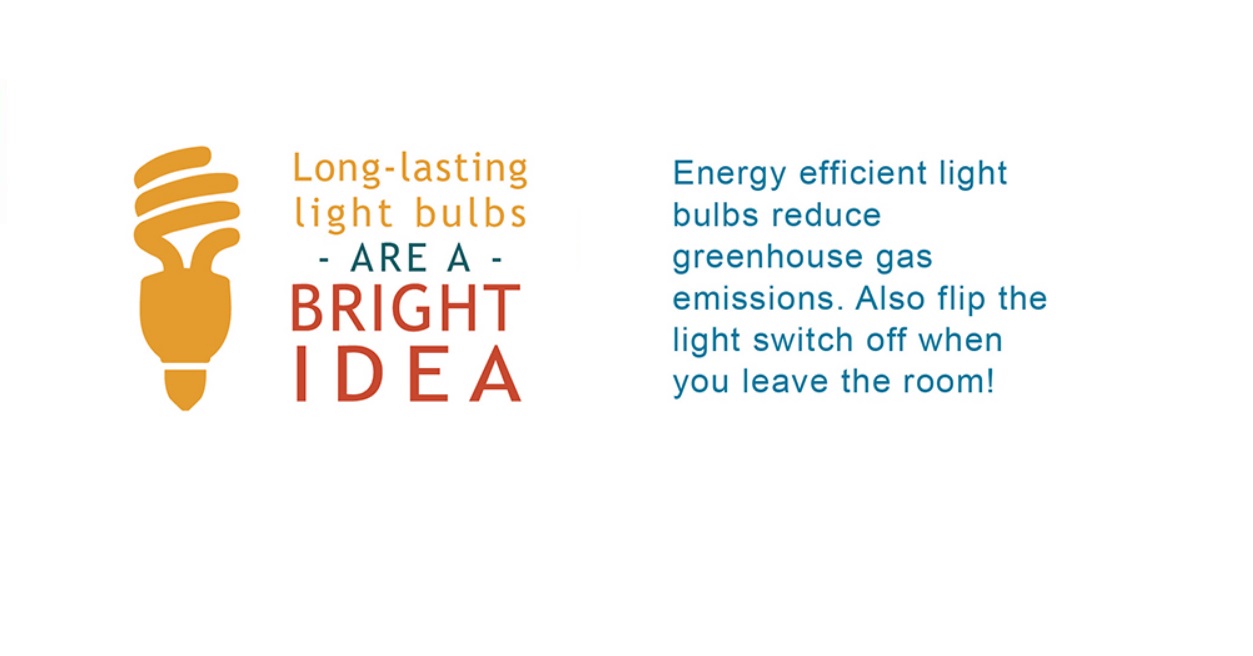 Long-lasting
light bulbs
- ARE A -
BRIGHT
IDEA
Energy efficient light
bulbs reduce
greenhouse gas
emissions. Also flip the
light switch off when
you leave the room!